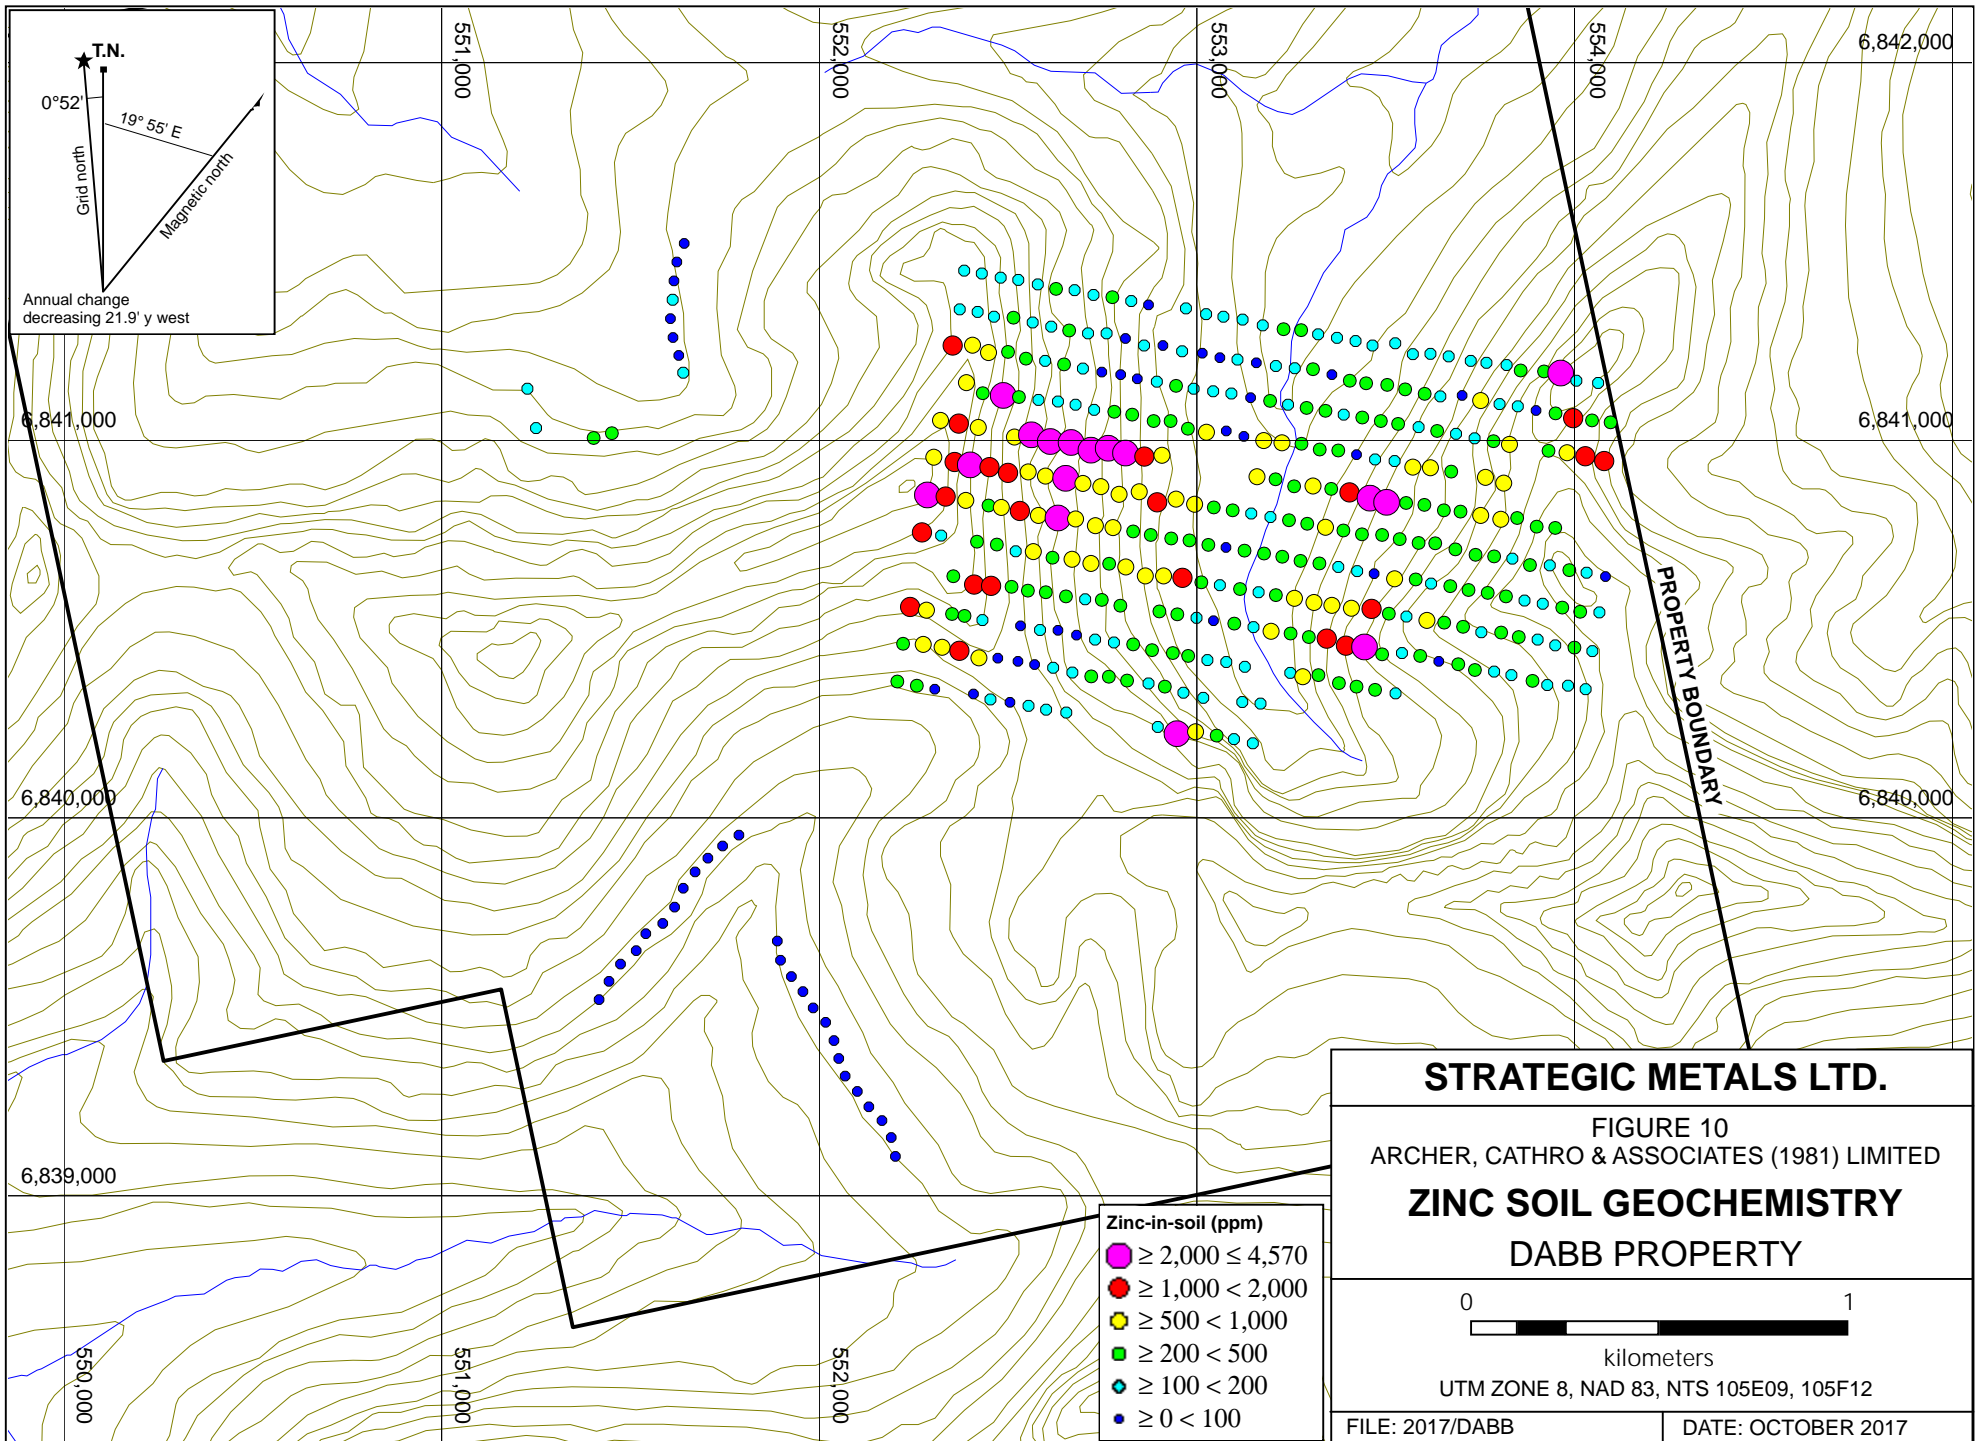 T.N.
0°52'
19° 55' E
Grid north
Magnetic north
Annual change
decreasing 21.9' y west
551,000
552,000
553,000
554,000
6,842,000
6,841,000
6,841,000
6,840,000
6,840,000
PROPERTY BOUNDARY
6,839,000
550,000
551,000
552,000
Zinc-in-soil (ppm)
≥ 2,000 ≤ 4,570
≥ 1,000 < 2,000
≥ 500 < 1,000
≥ 200 < 500
≥ 100 < 200
≥ 0 < 100
STRATEGIC METALS LTD.
FIGURE 10
ARCHER, CATHRO & ASSOCIATES (1981) LIMITED
ZINC SOIL GEOCHEMISTRY
DABB PROPERTY
0 1
kilometers
UTM ZONE 8, NAD 83, NTS 105E09, 105F12
FILE: 2017/DABB
DATE: OCTOBER 2017